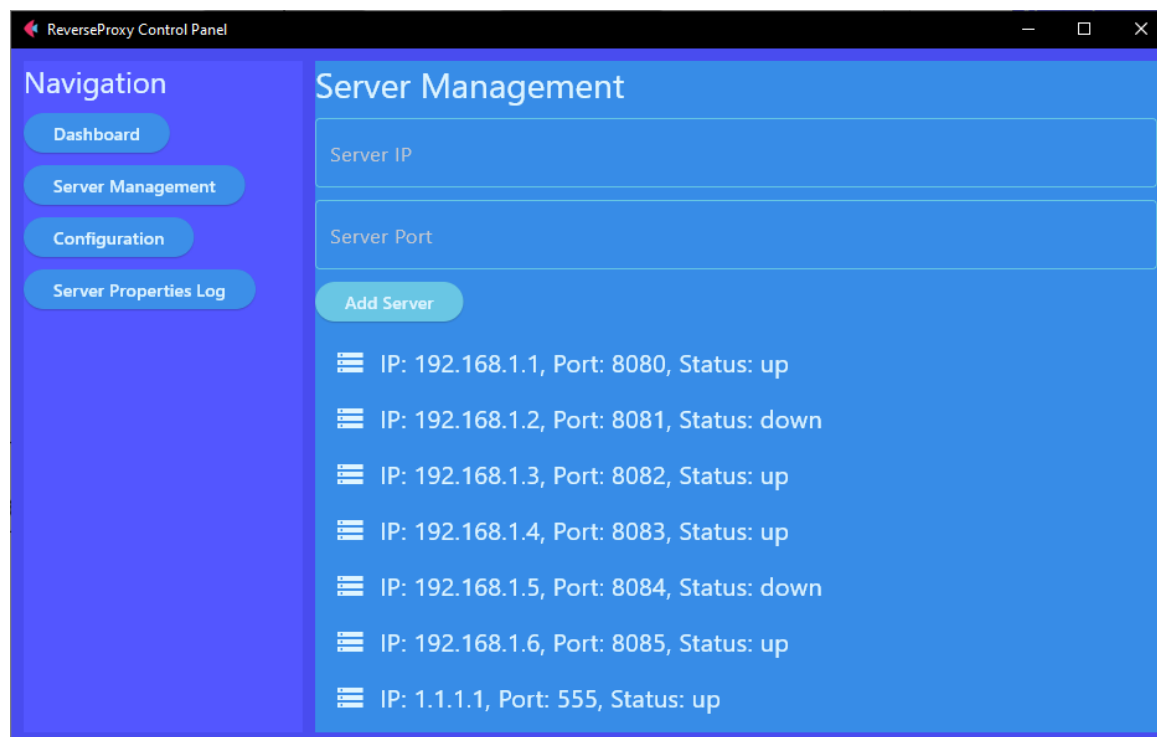 ReverseProxy Control Panel
Navigation
Dashboard
Server Management
Configuration
Server Properties Log
Server Management
Server IP
Server Port
Add Server
IP: 192.168.1.1, Port: 8080, Status: up
IP: 192.168.1.2, Port: 8081, Status: down
IP: 192.168.1.3, Port: 8082, Status: up
IP: 192.168.1.4, Port: 8083, Status: up
IP: 192.168.1.5, Port: 8084, Status: down
IP: 192.168.1.6, Port: 8085, Status: up
IP: 1.1.1.1, Port: 555, Status: up